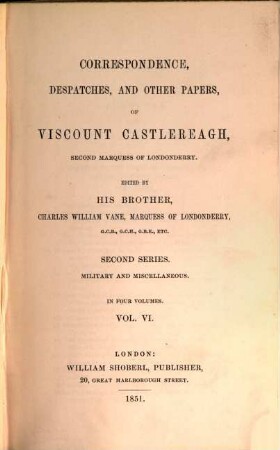 CORRESPONDENCE,
DESPATCHES, AND OTHER PAPERS,
OF
VISCOUNT CASTLEREAGH,
SECOND MARQUESS OF LONDONDERRY.
EDITED BY
HIS BROTHER,
CHARLES WILLIAM VANE, MARQUESS OF LONDONDERRY,
G.C.B., G.C.H., G.B.E., ETC.
SECOND SERIES.
MILITARY AND MISCELLANEOUS.
IN FOUR VOLUMES.
VOL. VI.
LONDON:
WILLIAM SHOBERL, PUBLISHER,
20, GREAT MARLBOROUGH STREET.
1851.